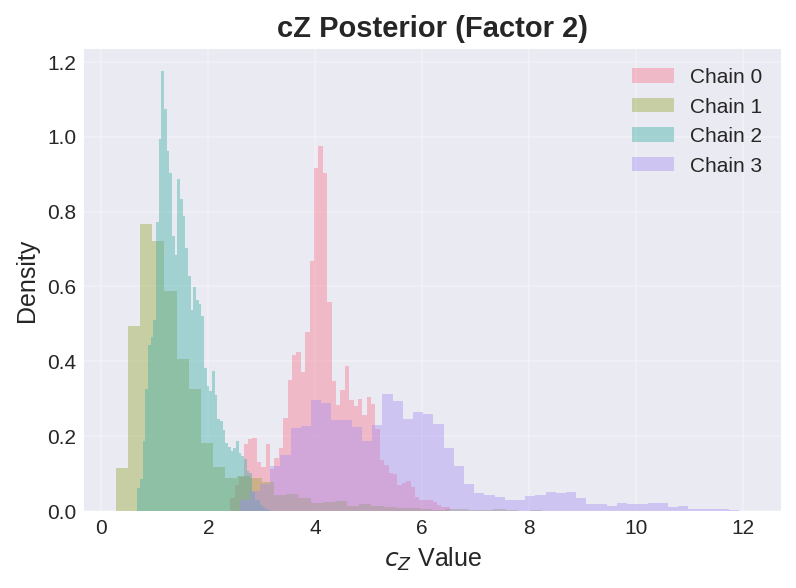 cZ Posterior (Factor 2)
Density
1.2
1.0
0.8
0.6
0.4
0.2
0.0
Chain 0
Chain 1
Chain 2
Chain 3
0 2 4 6 8 10 12
cZ Value